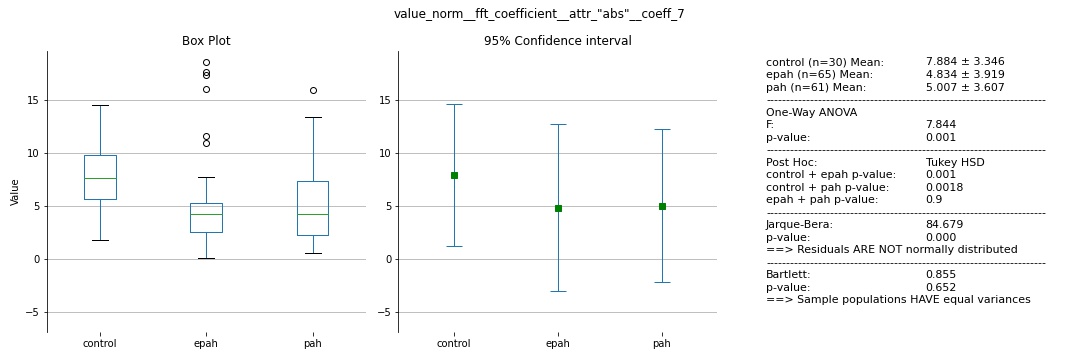 value_norm__fft_coefficient__attr_"abs"__coeff_7
Box Plot
Value
15
10
5
0
−5
control epah pah
95% Confidence interval
15
10
5
0
−5
control epah pah
control (n=30) Mean: 7.884 ± 3.346
epah (n=65) Mean: 4.834 ± 3.919
pah (n=61) Mean: 5.007 ± 3.607
One-Way ANOVA
F: 7.844
p-value: 0.001
Post Hoc: Tukey HSD
control + epah p-value: 0.001
control + pah p-value: 0.0018
epah + pah p-value: 0.9
Jarque-Bera: 84.679
p-value: 0.000
==> Residuals ARE NOT normally distributed
Bartlett: 0.855
p-value: 0.652
==> Sample populations HAVE equal variances